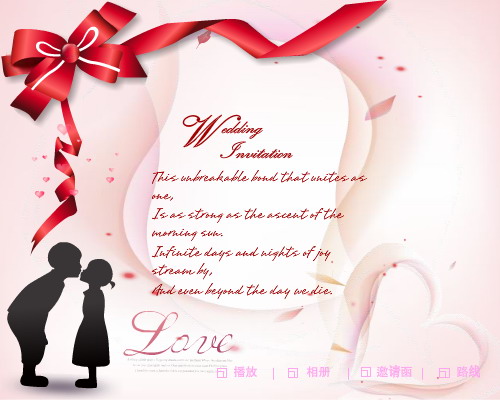 Wedding
Invitation
This unbreakable bond that unites as
one,
Is as strong as the ascent of the
morning sun.
Infinite days and nights of joy
stream by,
And even beyond the day we die.
Love
播放 | 相册 | 邀请函 | 路线